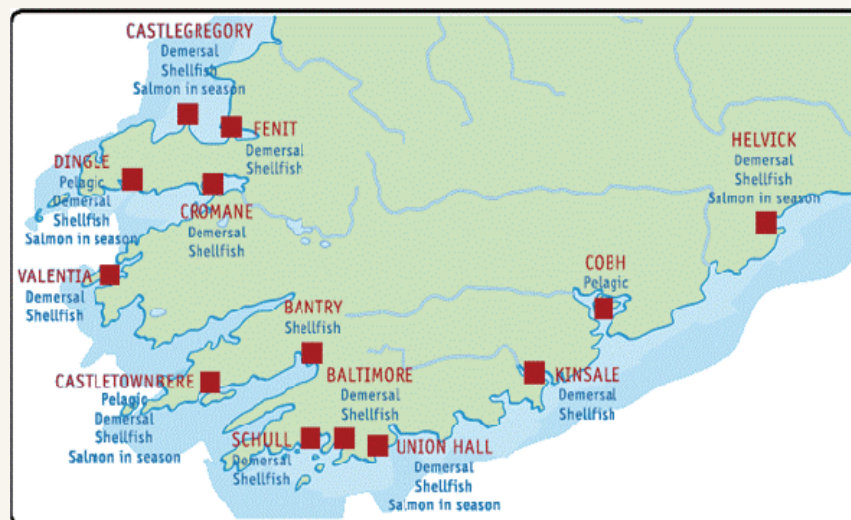 CASTLEGREGORY
Demersal
Shellfish
Salmon in season
FENIT
Demersal
Shellfish
DINGLE
Pelagic
Demersal
Shellfish
Salmon in season
CROMANE
Demersal
Shellfish
HELVICK
Demersal
Shellfish
Salmon in season
VALENTIA
Demersal
Shellfish
COBH
Pelagic
BANTRY
Shellfish
CASTLETOWNBERE
Pelagic
Demersal
Shellfish
Salmon in season
BALTIMORE
Demersal
Shellfish
KINSALE
Demersal
Shellfish
SCHULL
Demersal
Shellfish
UNION HALL
Demersal
Shellfish
Salmon in season